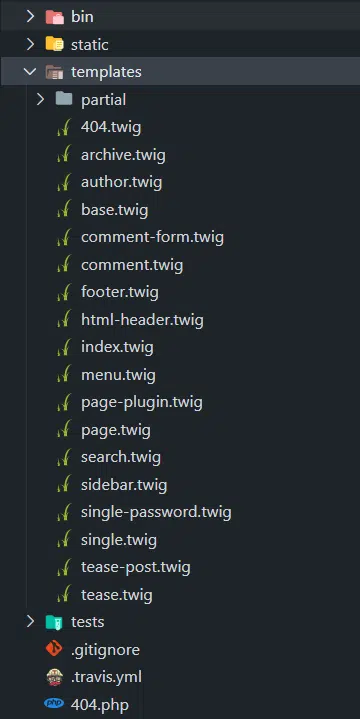 bin
static
templates
partial
404.twig
archive.twig
author.twig
base.twig
comment-form.twig
comment.twig
footer.twig
html-header.twig
index.twig
menu.twig
page-plugin.twig
page.twig
search.twig
sidebar.twig
single-password.twig
single.twig
tease-post.twig
tease.twig
tests
.gitignore
.travis.yml
php 404.php